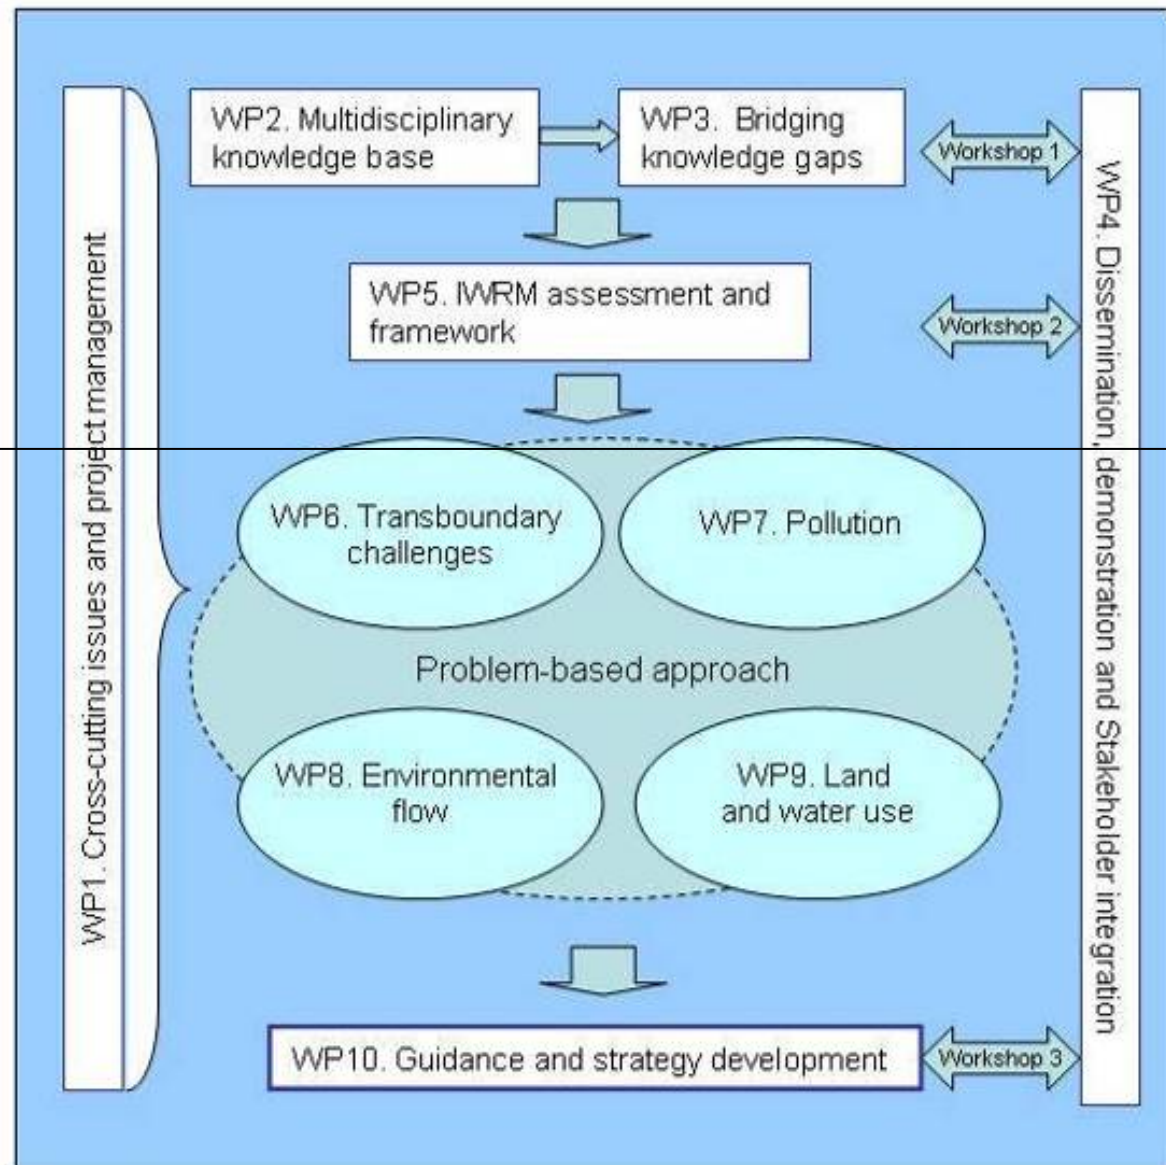 WP1. Cross-cutting issues and project management
WP2. Multidisciplinary
knowledge base
WP3. Bridging
knowledge gaps
Workshop 1
WP4. Dissemination, demonstration and Stakeholder integration
WP5. IWRM assessment and
framework
Workshop 2
WP6. Transboundary
challenges
WP7. Pollution
Problem-based approach
WP8. Environmental
flow
WP9. Land
and water use
WP10. Guidance and strategy development
Workshop 3